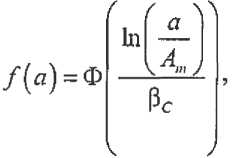 f(a) = Φ(ln(a/A_m)/β_C),